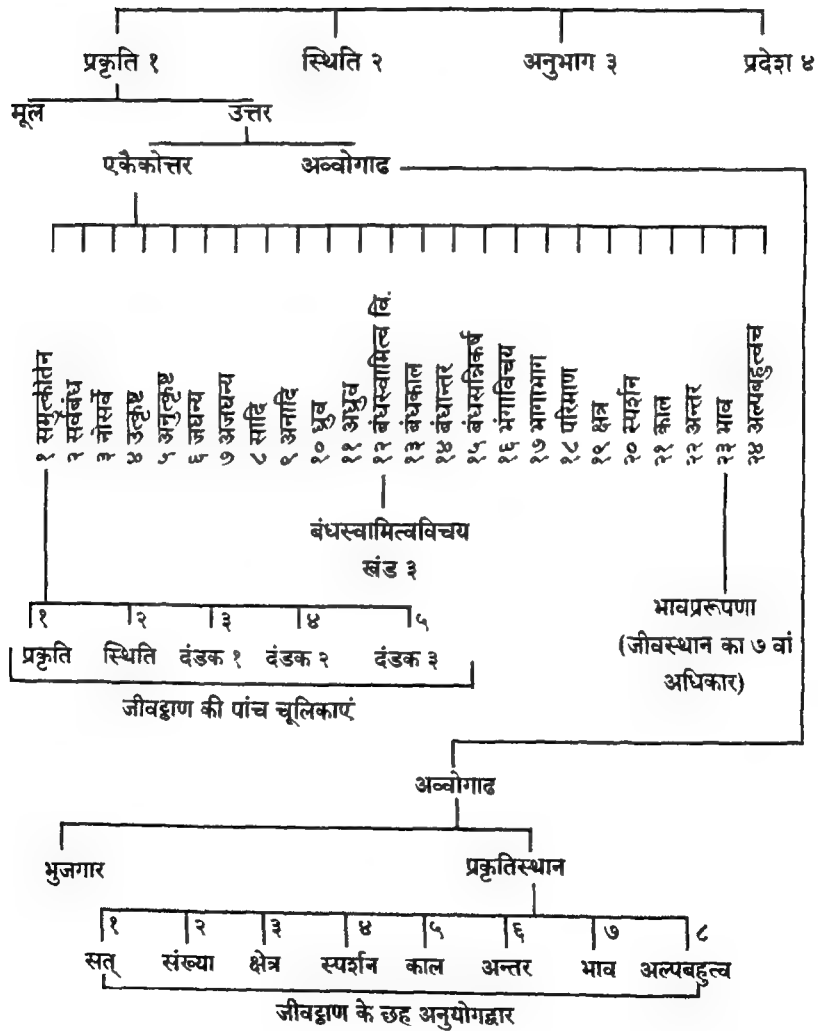 प्रकृति १ स्थिति २ अनुभाग ३ प्रदेश ४
मूल उत्तर
एकैकोत्तर अव्वोगाढ
१ समुत्कीर्तन
२ सर्वबंध
३ नोसर्व
४ उत्कृष्ट
५ अनुत्कृष्ट
६ जघन्य
७ अजघन्य
८ सादि
९ अनादि
१० ध्रुव
११ अध्रुव
१२ बंधस्वामित्व वि.
१३ बंधकाल
१४ बंधान्तर
१५ बंधसन्निकर्ष
१६ भंगविचय
१७ भागाभाग
१८ परिमाण
१९ क्षेत्र
२० स्पर्शन
२१ काल
२२ अन्तर
२३ भाव
२४ अल्पबहुत्वच
बंधस्वामित्वविचय
खंड ३
भावप्ररूपणा
(जीवस्थान का ७ वां
अधिकार)
१ २ ३ ४ ५
प्रकृति स्थिति दंडक १ दंडक २ दंडक ३
जीवट्ठाण की पांच चूलिकाएं
अव्वोगाढ
भुजगार प्रकृतिस्थान
१ २ ३ ४ ५ ६ ७ ८
सत् संख्या क्षेत्र स्पर्शन काल अन्तर भाव अल्पबहुत्व
जीवट्ठाण के छह अनुयोगद्वार